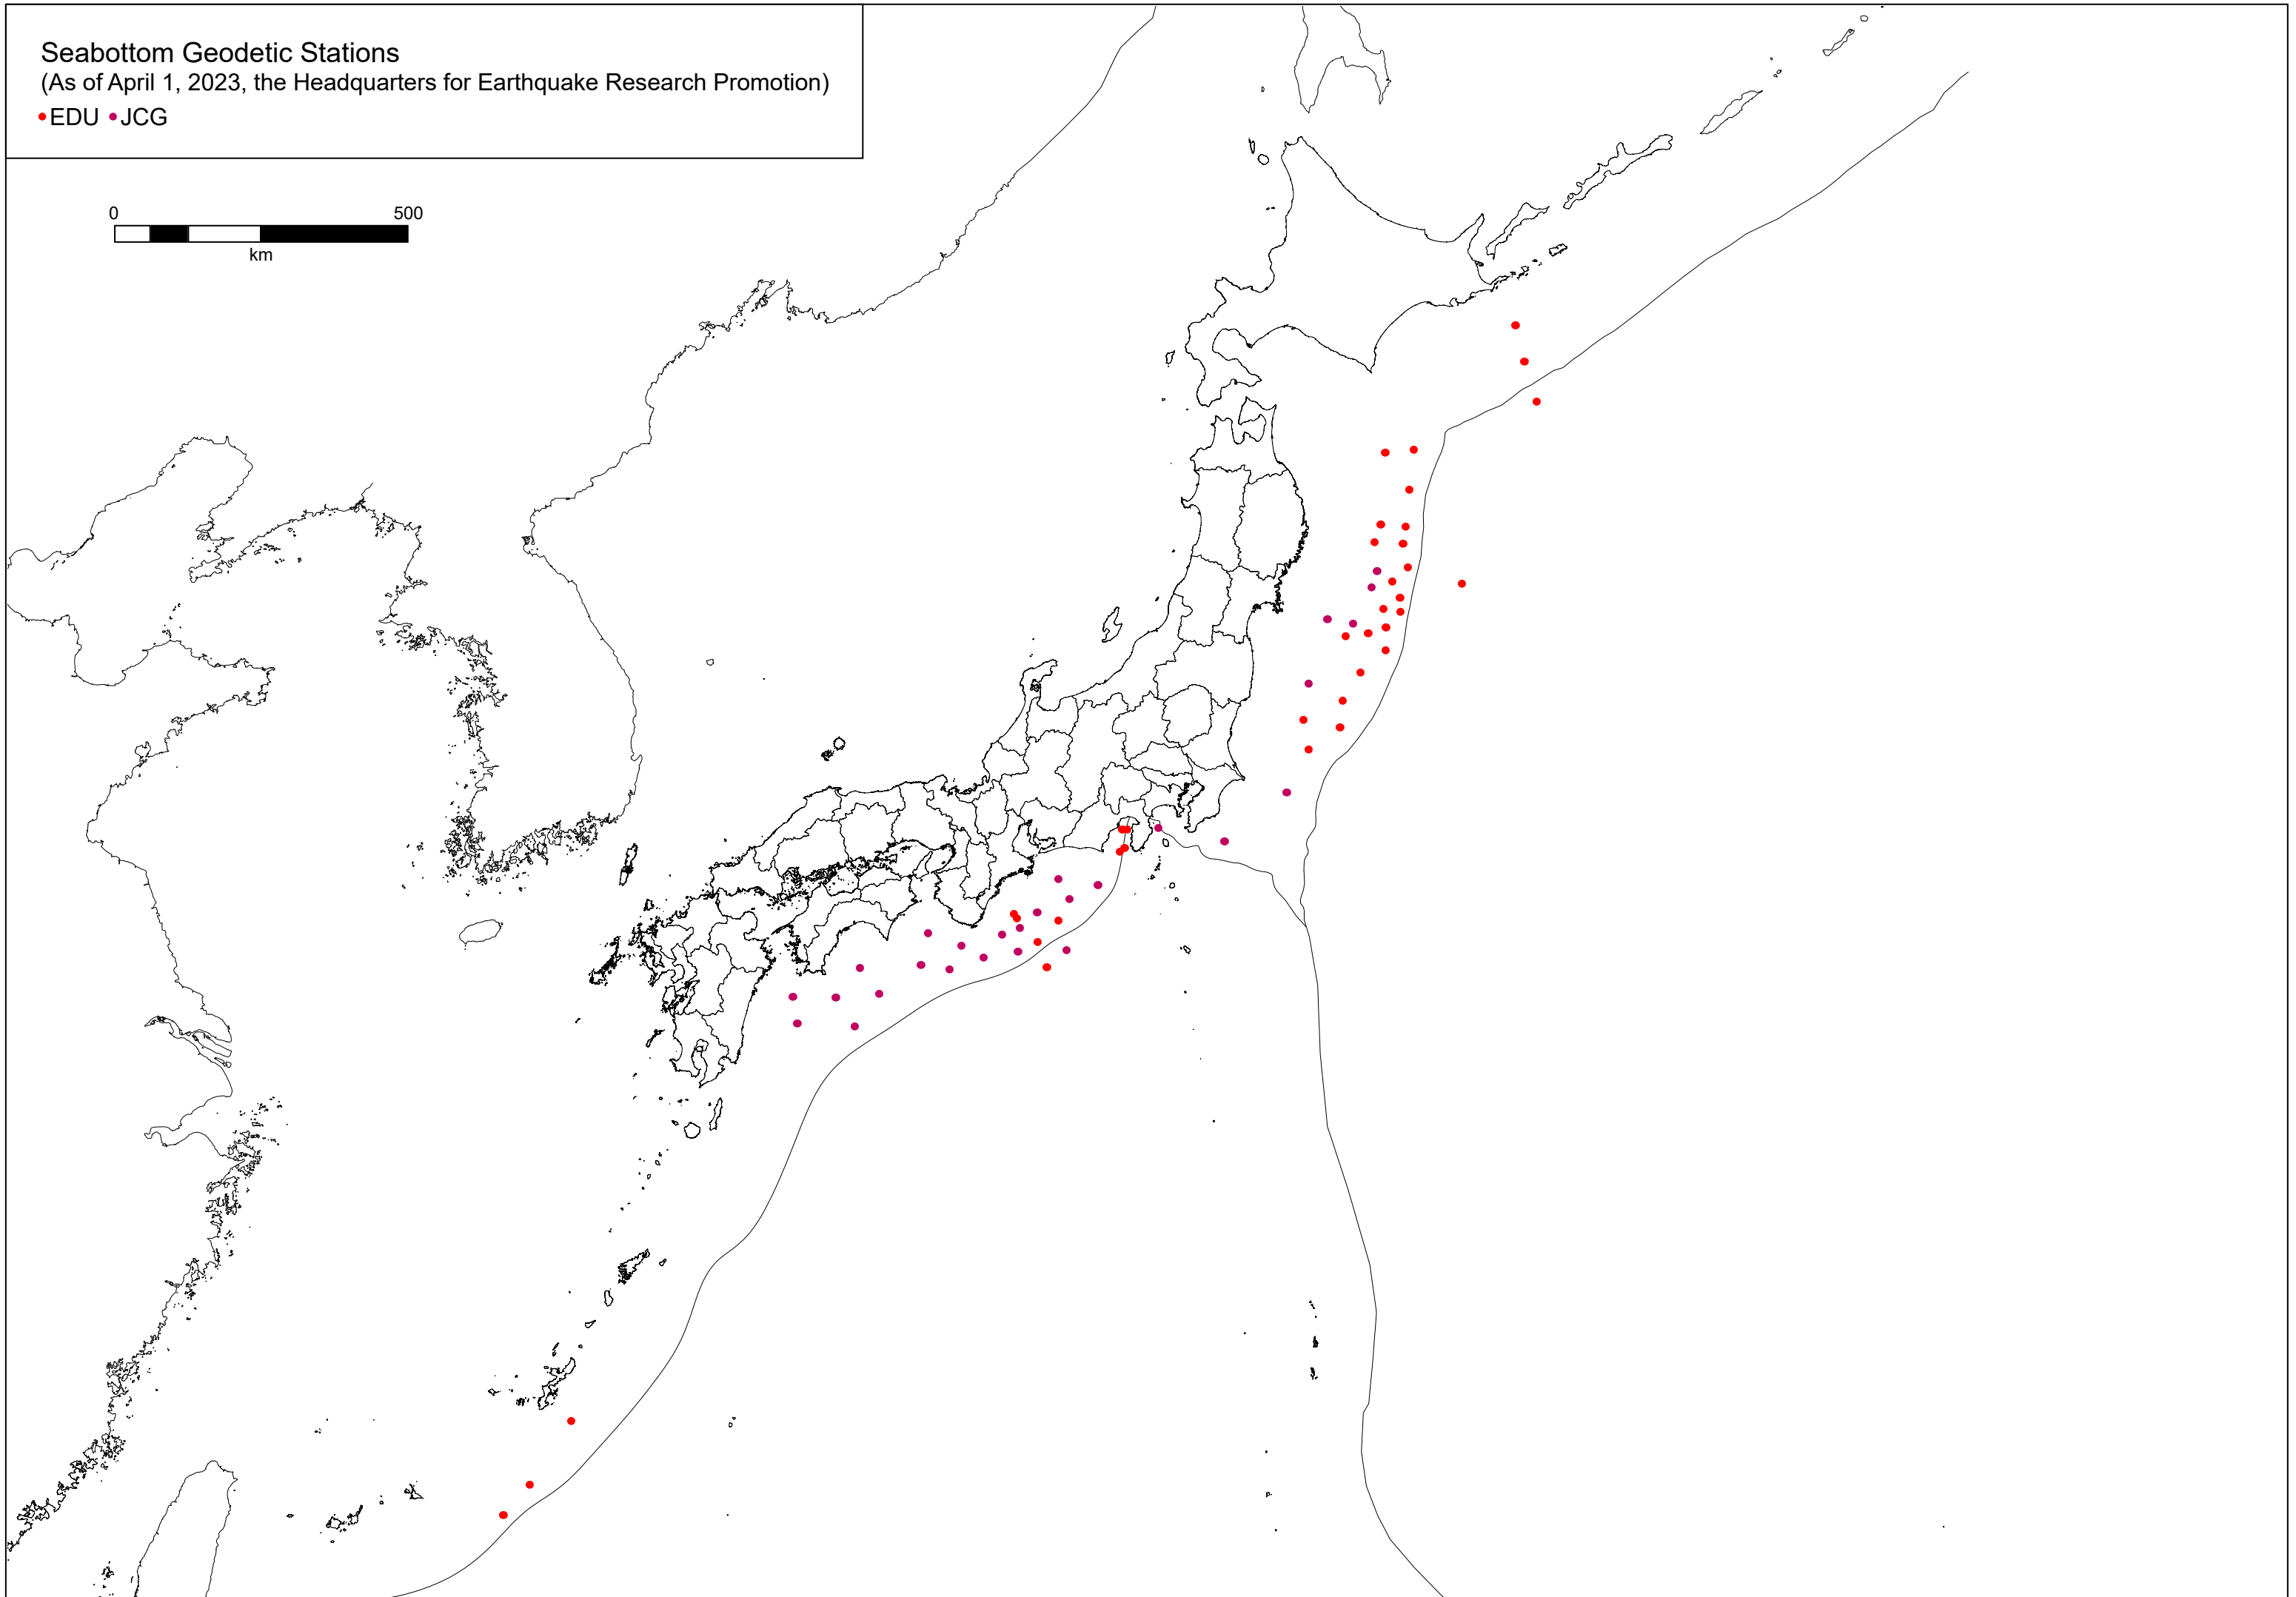 Seabottom Geodetic Stations
(As of April 1, 2023, the Headquarters for Earthquake Research Promotion)
EDU JCG
0 500
km